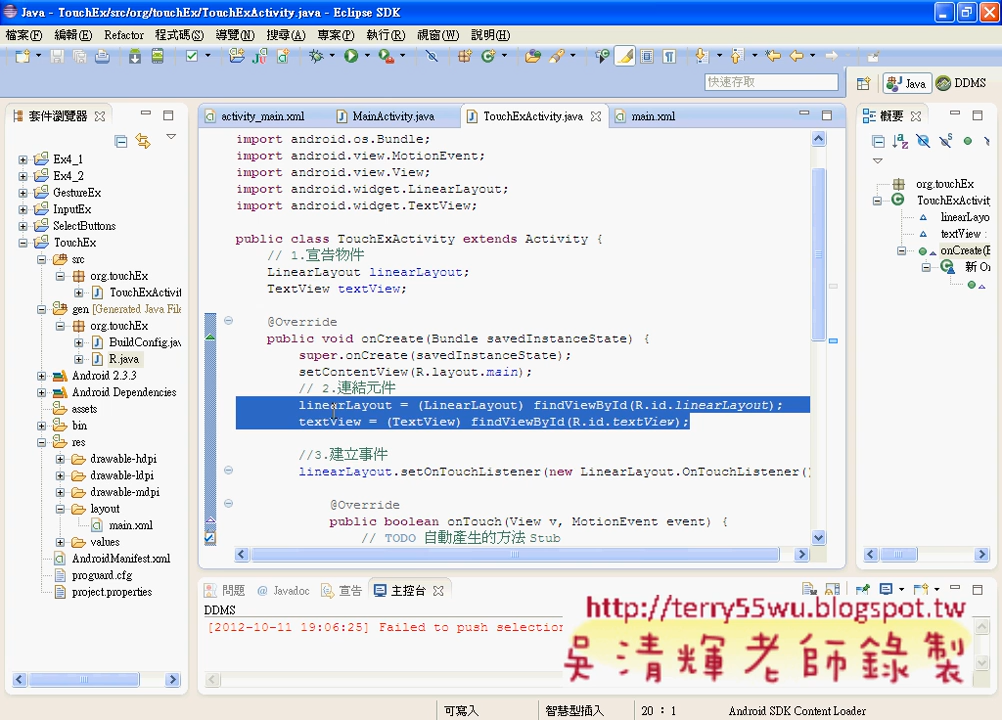 Java - TouchEx/src/org/touchEx/TouchExActivity.java - Eclipse SDK
檔案(F) 編輯(E) Refactor 程式碼(S) 導覽(N) 搜尋(A) 專案(P) 執行(R) 視窗(W) 說明(H)
快速存取 Java DDMS
套件瀏覽器
Ex4_1
Ex4_2
GestureEx
InputEx
SelectButtons
TouchEx
src
org.touchEx
TouchExActivit
gen [Generated Java File
org.touchEx
BuildConfig.jav
R.java
Android 2.3.3
Android Dependencies
assets
bin
res
drawable-hdpi
drawable-ldpi
drawable-mdpi
layout
main.xml
values
AndroidManifest.xml
proguard.cfg
project.properties
activity_main.xml MainActivity.java TouchExActivity.java main.xml
import android.os.Bundle;
import android.view.MotionEvent;
import android.view.View;
import android.widget.LinearLayout;
import android.widget.TextView;
public class TouchExActivity extends Activity {
// 1.宣告物件
LinearLayout linearLayout;
TextView textView;
@Override
public void onCreate(Bundle savedInstanceState) {
super.onCreate(savedInstanceState);
setContentView(R.layout.main);
// 2.連結元件
linearLayout = (LinearLayout) findViewById(R.id.linearLayout);
textView = (TextView) findViewById(R.id.textView);
//3.建立事件
linearLayout.setOnTouchListener(new LinearLayout.OnTouchListener()
@Override
public boolean onTouch(View v, MotionEvent event) {
// TODO 自動產生的方法 Stub
概要
org.touchEx
TouchExActivity
linearLayo
textView :
onCreate(B
新 On
問題 @ Javadoc 宣告 主控台
DDMS
[2012-10-11 19:06:25] Failed to push selection
http://terry55wu.blogspot.tw
吳清輝老師錄製
可寫入 智慧型插入 20 : 1 Android SDK Content Loader